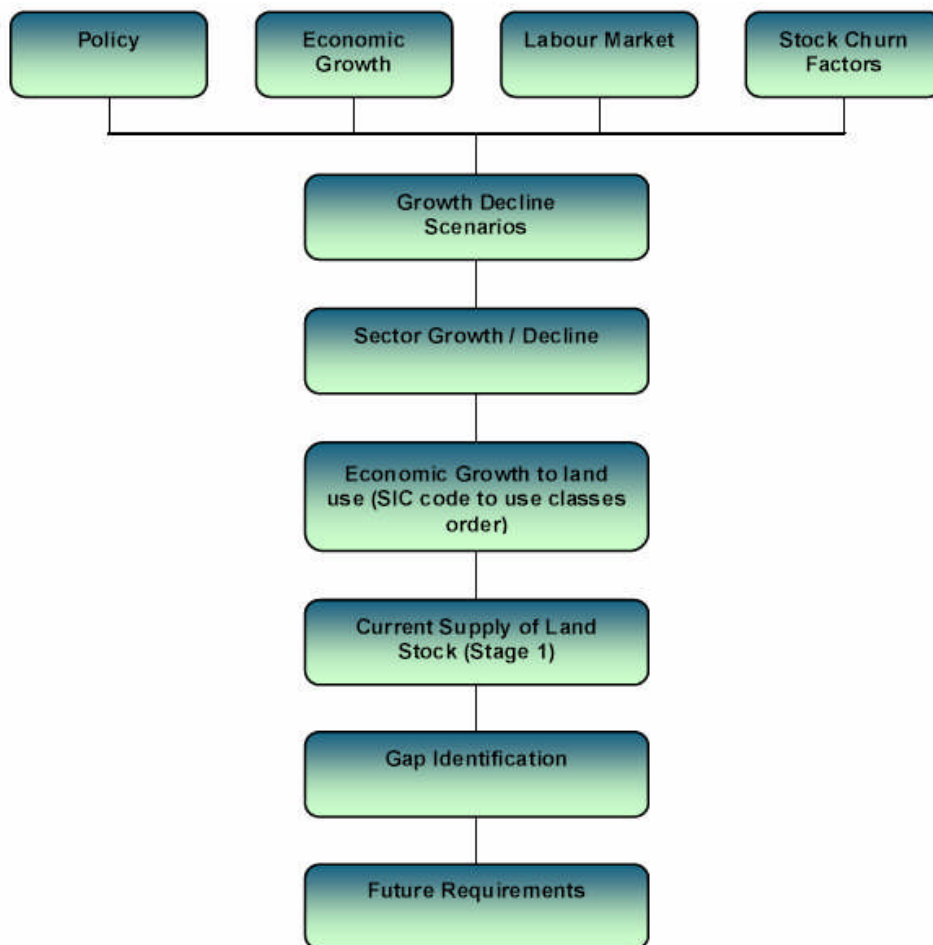 Policy
Economic
Growth
Labour Market
Stock Churn
Factors
Growth Decline
Scenarios
Sector Growth / Decline
Economic Growth to land
use (SIC code to use classes
order)
Current Supply of Land
Stock (Stage 1)
Gap Identification
Future Requirements